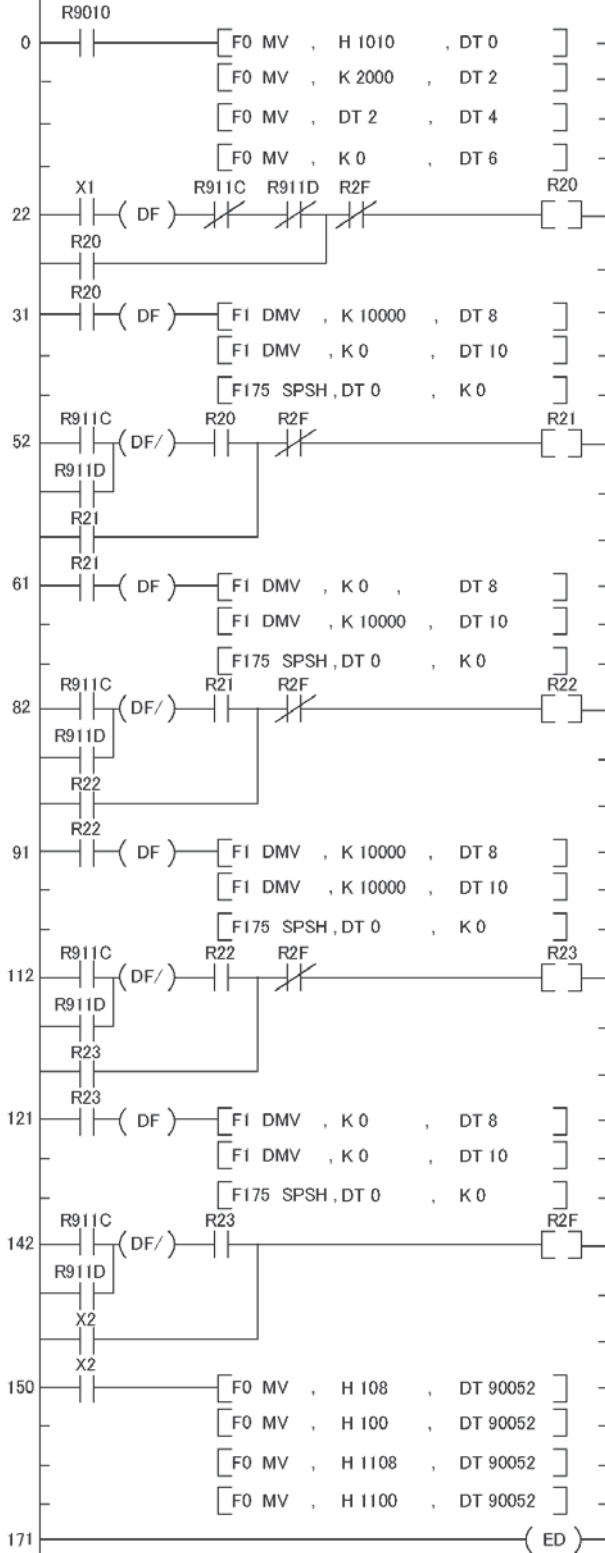 R9010
0 F0 MV , H 1010 , DT 0
F0 MV , K 2000 , DT 2
F0 MV , DT 2 , DT 4
F0 MV , K 0 , DT 6
X1 R911C R911D R2F R20
22 DF
R20
R20
31 DF F1 DMV , K 10000 , DT 8
F1 DMV , K 0 , DT 10
F175 SPSH , DT 0 , K 0
R911C R20 R2F R21
52 DF/
R911D
R21
R21
61 DF F1 DMV , K 0 , DT 8
F1 DMV , K 10000 , DT 10
F175 SPSH , DT 0 , K 0
R911C R21 R2F R22
82 DF/
R911D
R22
R22
91 DF F1 DMV , K 10000 , DT 8
F1 DMV , K 10000 , DT 10
F175 SPSH , DT 0 , K 0
R911C R22 R2F R23
112 DF/
R911D
R23
R23
121 DF F1 DMV , K 0 , DT 8
F1 DMV , K 0 , DT 10
F175 SPSH , DT 0 , K 0
R911C R23 R2F
142 DF/
R911D
X2
X2
150 F0 MV , H 108 , DT 90052
F0 MV , H 100 , DT 90052
F0 MV , H 1108 , DT 90052
F0 MV , H 1100 , DT 90052
171 ED